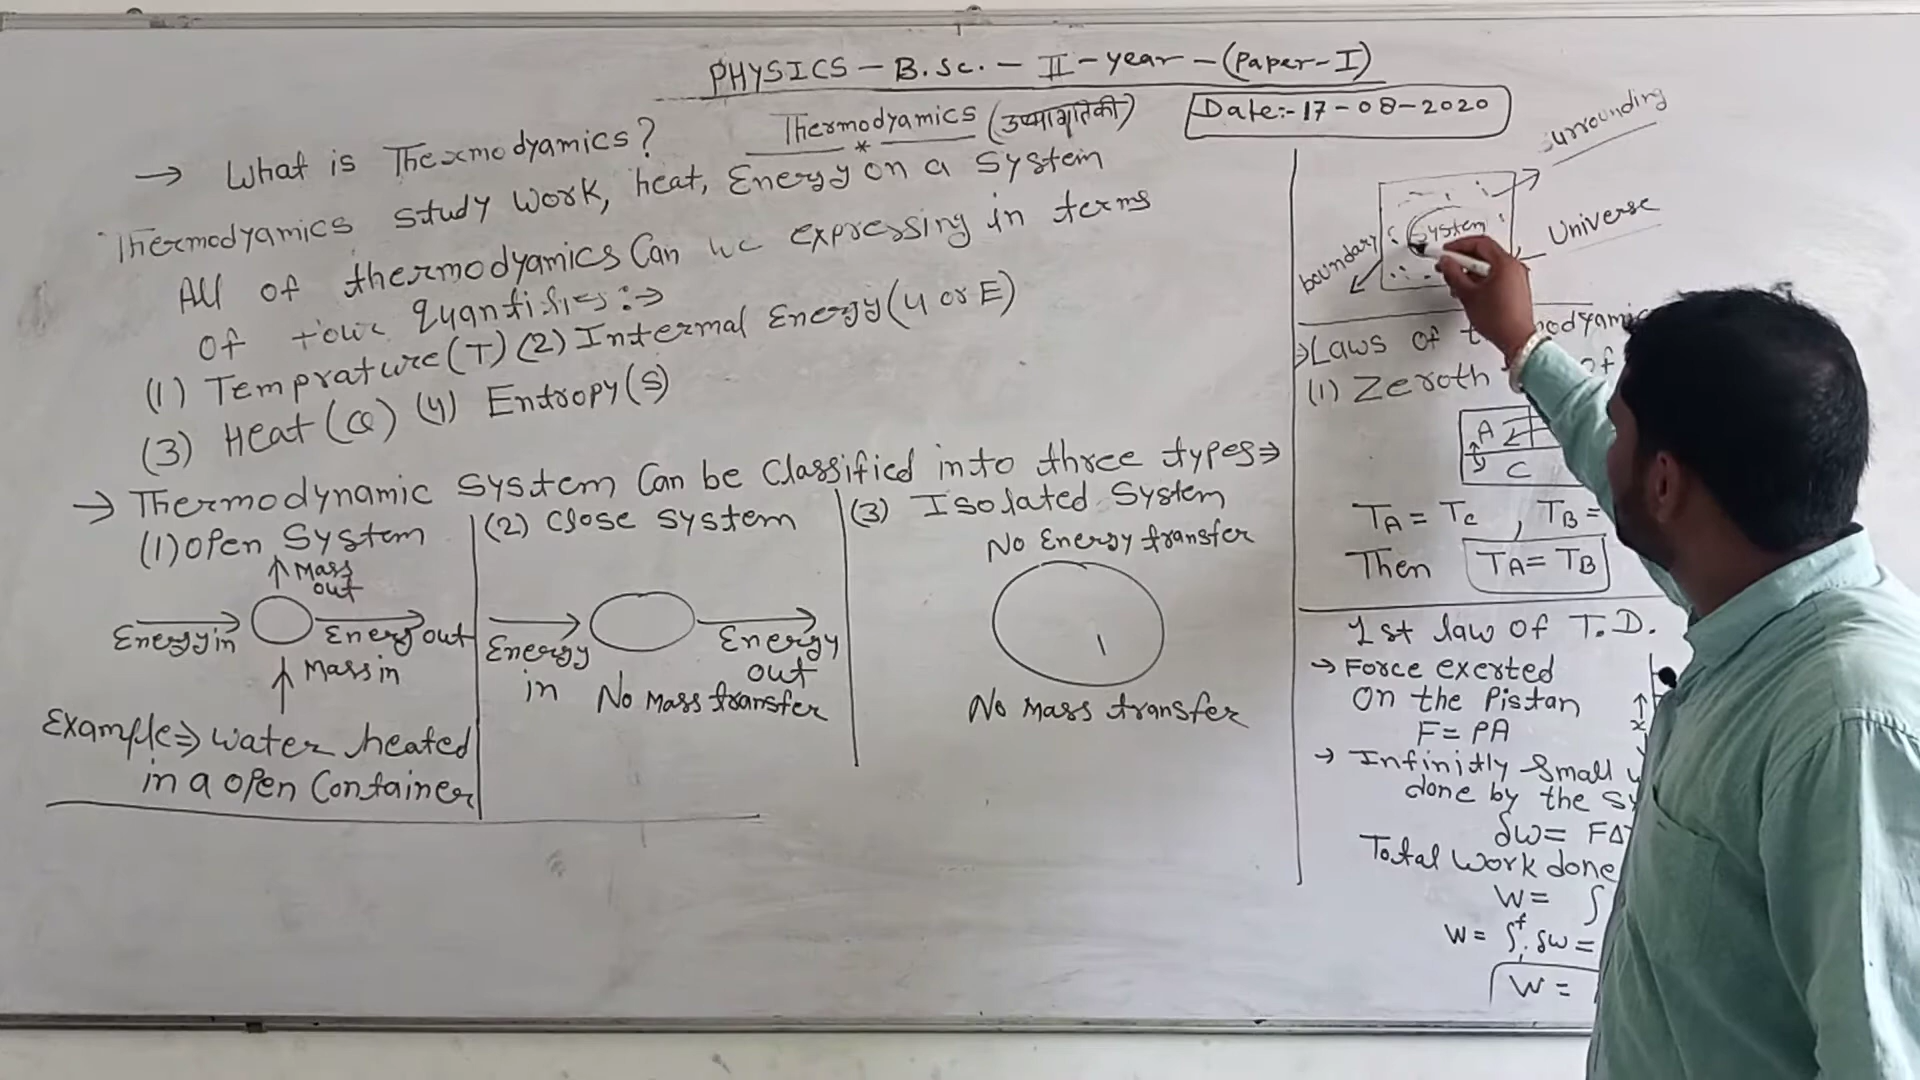 PHYSICS - B.Sc. - II - year - (Paper-I)
Thermodyamics (उष्मागतिकी)
Date:- 17-08-2020
→ What is Thermodyamics?
Thermodyamics study work, heat, Energy on a System
All of thermodyamics Can we expressing in terms
of four quantities :→
(1) Temprature (T) (2) Internal Energy (U or E)
(3) Heat (Q) (4) Entropy (S)
→ Thermodynamic system Can be Classified into three types ⇒
(1) Open System
Mass out
Energy in
Energy out
Mass in
Example ⇒ water heated
in a open Container
(2) Close system
Energy in
Energy out
No Mass transfer
(3) Isolated System
No Energy transfer
No Mass transfer
surrounding
System
Universe
boundary
⇒ Laws of
(1) Zeroth of
A
C
TA = TC , TB =
Then TA = TB
1st law of T.D.
→ Force exerted
on the Pistan
F = PA
x
→ Infinitly small
done by the
δw = FΔ
Total work done
W = ∫
W = ∫ᶠᵢ δw =
W =